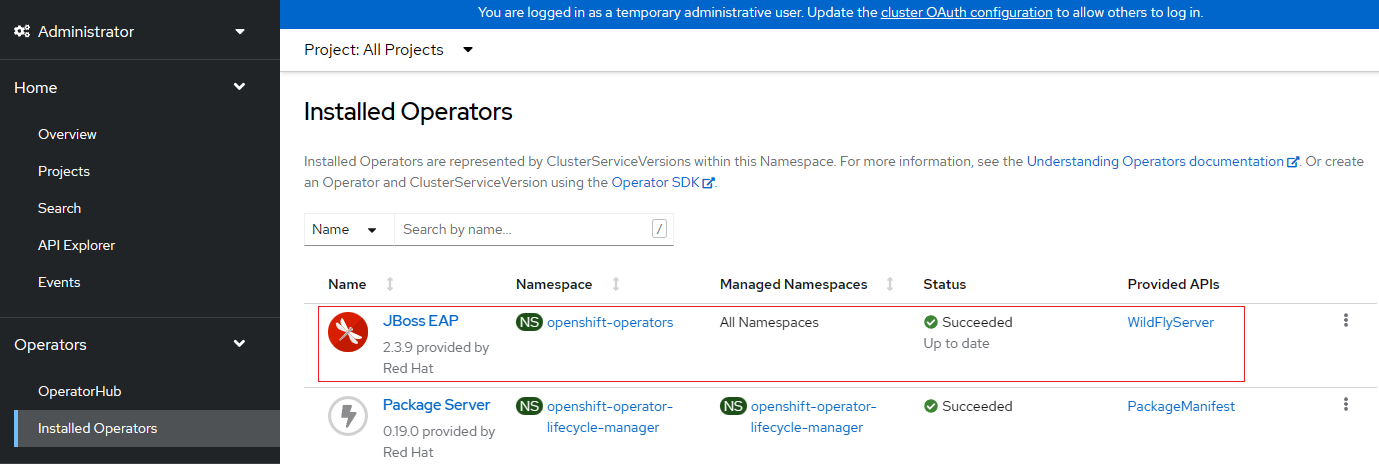 You are logged in as a temporary administrative user. Update the cluster OAuth configuration to allow others to log in.
Administrator
Home
Overview
Projects
Search
API Explorer
Events
Operators
OperatorHub
Installed Operators
Project: All Projects
Installed Operators
Installed Operators are represented by ClusterServiceVersions within this Namespace. For more information, see the Understanding Operators documentation. Or create
an Operator and ClusterServiceVersion using the Operator SDK.
Name Search by name... /
Name Namespace Managed Namespaces Status Provided APIs
JBoss EAP NS openshift-operators All Namespaces Succeeded WildFlyServer
2.3.9 provided by Up to date
Red Hat
Package Server NS openshift-operator- NS openshift-operator- Succeeded PackageManifest
0.19.0 provided by lifecycle-manager lifecycle-manager
Red Hat